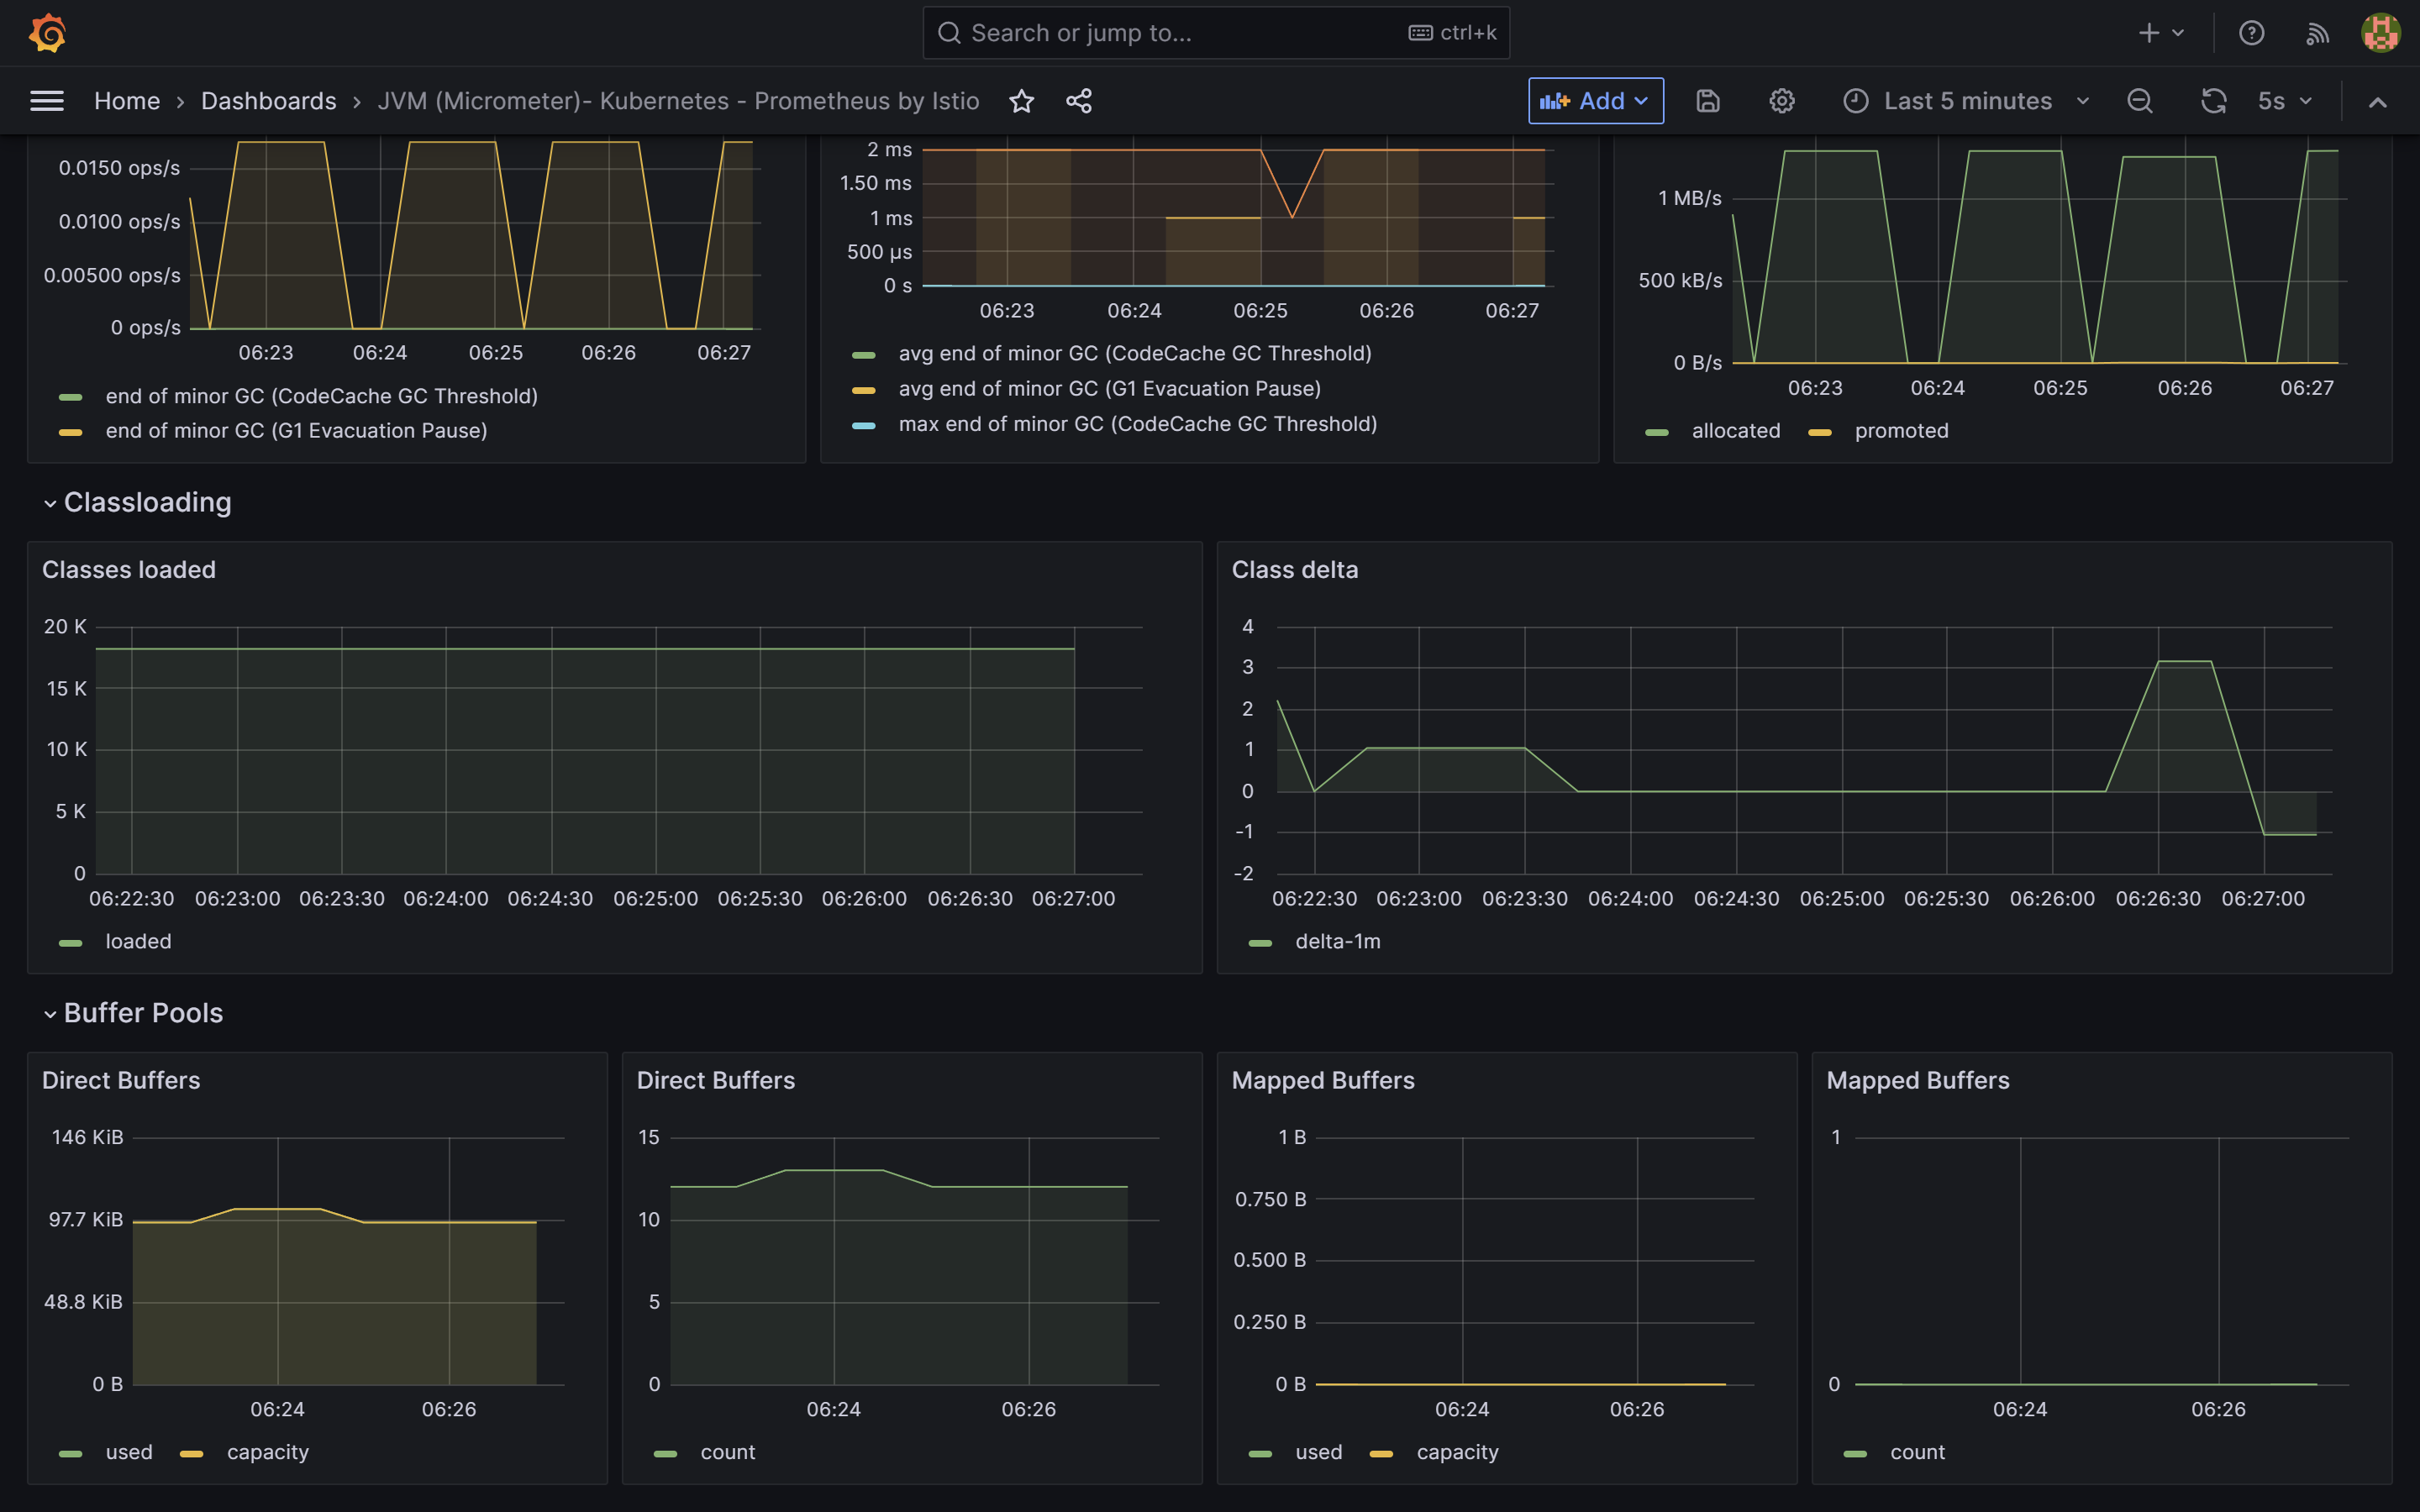 Search or jump to... ctrl+k
Home › Dashboards › JVM (Micrometer)- Kubernetes - Prometheus by Istio Add Last 5 minutes 5s
0.0150 ops/s
0.0100 ops/s
0.00500 ops/s
0 ops/s
06:23 06:24 06:25 06:26 06:27
end of minor GC (CodeCache GC Threshold)
end of minor GC (G1 Evacuation Pause)
2 ms
1.50 ms
1 ms
500 µs
0 s
06:23 06:24 06:25 06:26 06:27
avg end of minor GC (CodeCache GC Threshold)
avg end of minor GC (G1 Evacuation Pause)
max end of minor GC (CodeCache GC Threshold)
1 MB/s
500 kB/s
0 B/s
06:23 06:24 06:25 06:26 06:27
allocated promoted
Classloading
Classes loaded
20 K
15 K
10 K
5 K
0
06:22:30 06:23:00 06:23:30 06:24:00 06:24:30 06:25:00 06:25:30 06:26:00 06:26:30 06:27:00
loaded
Class delta
4
3
2
1
0
-1
-2
06:22:30 06:23:00 06:23:30 06:24:00 06:24:30 06:25:00 06:25:30 06:26:00 06:26:30 06:27:00
delta-1m
Buffer Pools
Direct Buffers
146 KiB
97.7 KiB
48.8 KiB
0 B
06:24 06:26
used capacity
Direct Buffers
15
10
5
0
06:24 06:26
count
Mapped Buffers
1 B
0.750 B
0.500 B
0.250 B
0 B
06:24 06:26
used capacity
Mapped Buffers
1
0
06:24 06:26
count